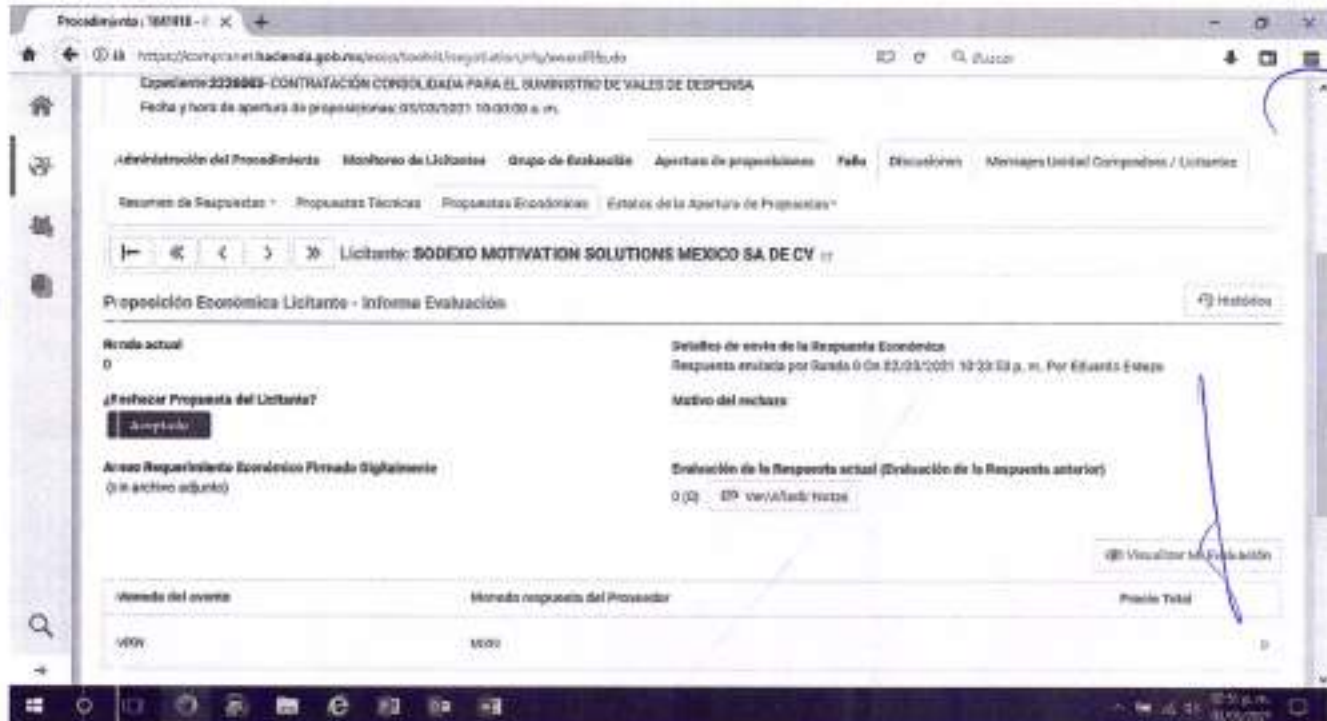 Procedimiento : 1041018 -
compranet.hacienda.gob.mx
Buscar
CONTRATACIÓN CONSOLIDADA PARA EL SUMINISTRO DE VALES DE DESPENSA
Fecha y hora de apertura de proposiciones: 03/03/2021 10:00:00 a. m.
Administración del Procedimiento Monitoreo de Licitantes Grupo de Evaluación Apertura de proposiciones Fallo Discusiones Mensajes Unidad Compradora / Licitantes
Resumen de Respuestas Propuestas Técnicas Propuestas Económicas Estatus de la Apertura de Propuestas
Licitante: SODEXO MOTIVATION SOLUTIONS MEXICO SA DE CV
Proposición Económica Licitante - Informe Evaluación
Histórico
Ronda actual
0
Detalles de envío de la Respuesta Económica
Respuesta enviada por Ronda 0 On 02/03/2021 10:23:53 p. m. Por Eduardo
¿Rechazar Propuesta del Licitante?
Aceptado
Motivo del rechazo
Anexo Requerimiento Económico Firmado Digitalmente
(sin archivo adjunto)
Evaluación de la Respuesta actual (Evaluación de la Respuesta anterior)
0 (0) Ver/Añadir Notas
Visualizar Mi Evaluación
Moneda del evento Moneda respuesta del Proveedor Precio Total
MXN MXN 0